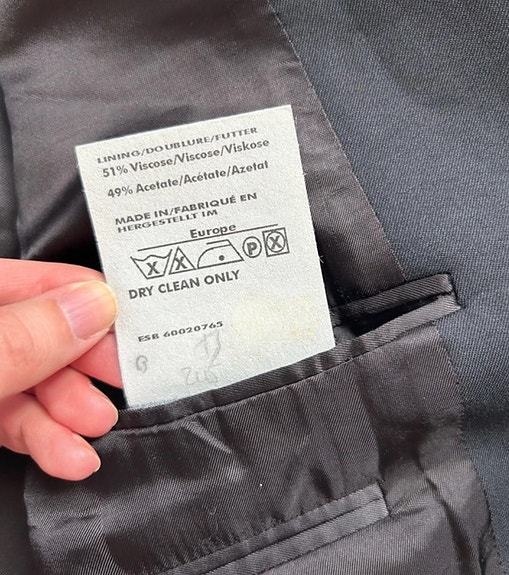 LINING/DOUBLURE/FUTTER
51% Viscose/Viscose/Viskose
49% Acetate/Acétate/Azetat
MADE IN/FABRIQUÉ EN
HERGESTELLT IM
Europe
P
DRY CLEAN ONLY
ESB 60020765